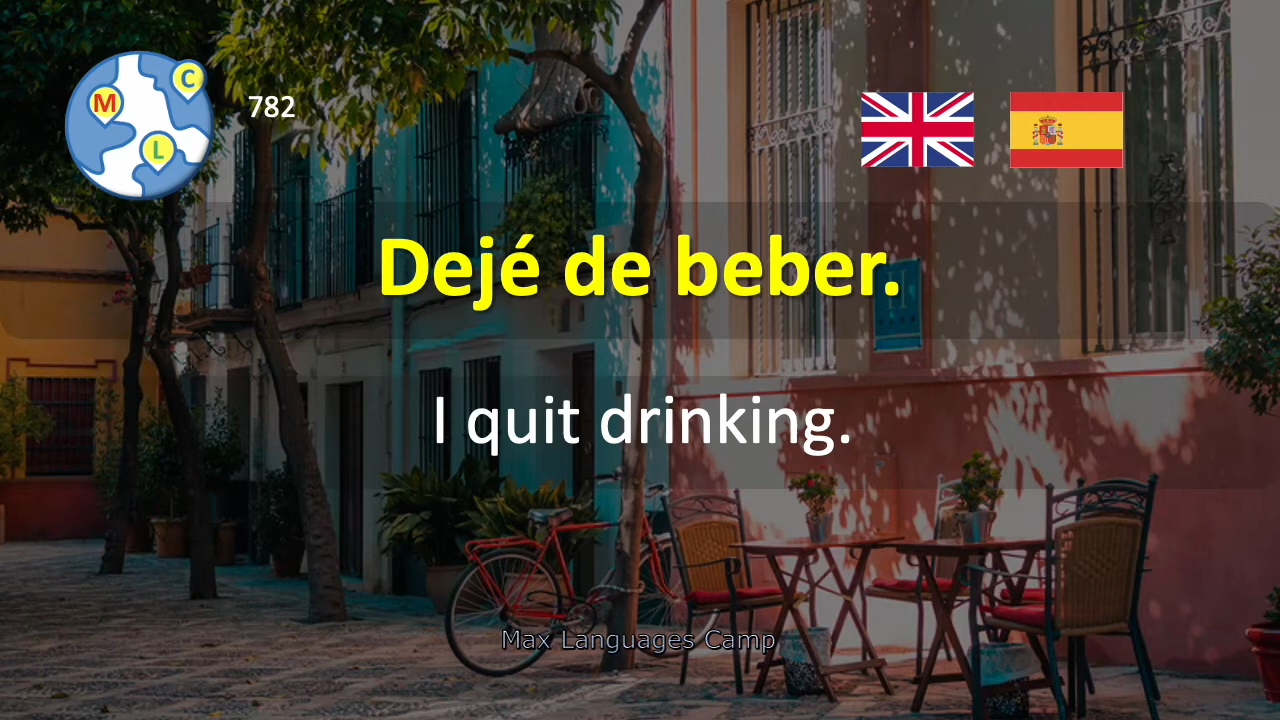 M
C
L
782
Dejé de beber.
I quit drinking.
Max Languages Camp